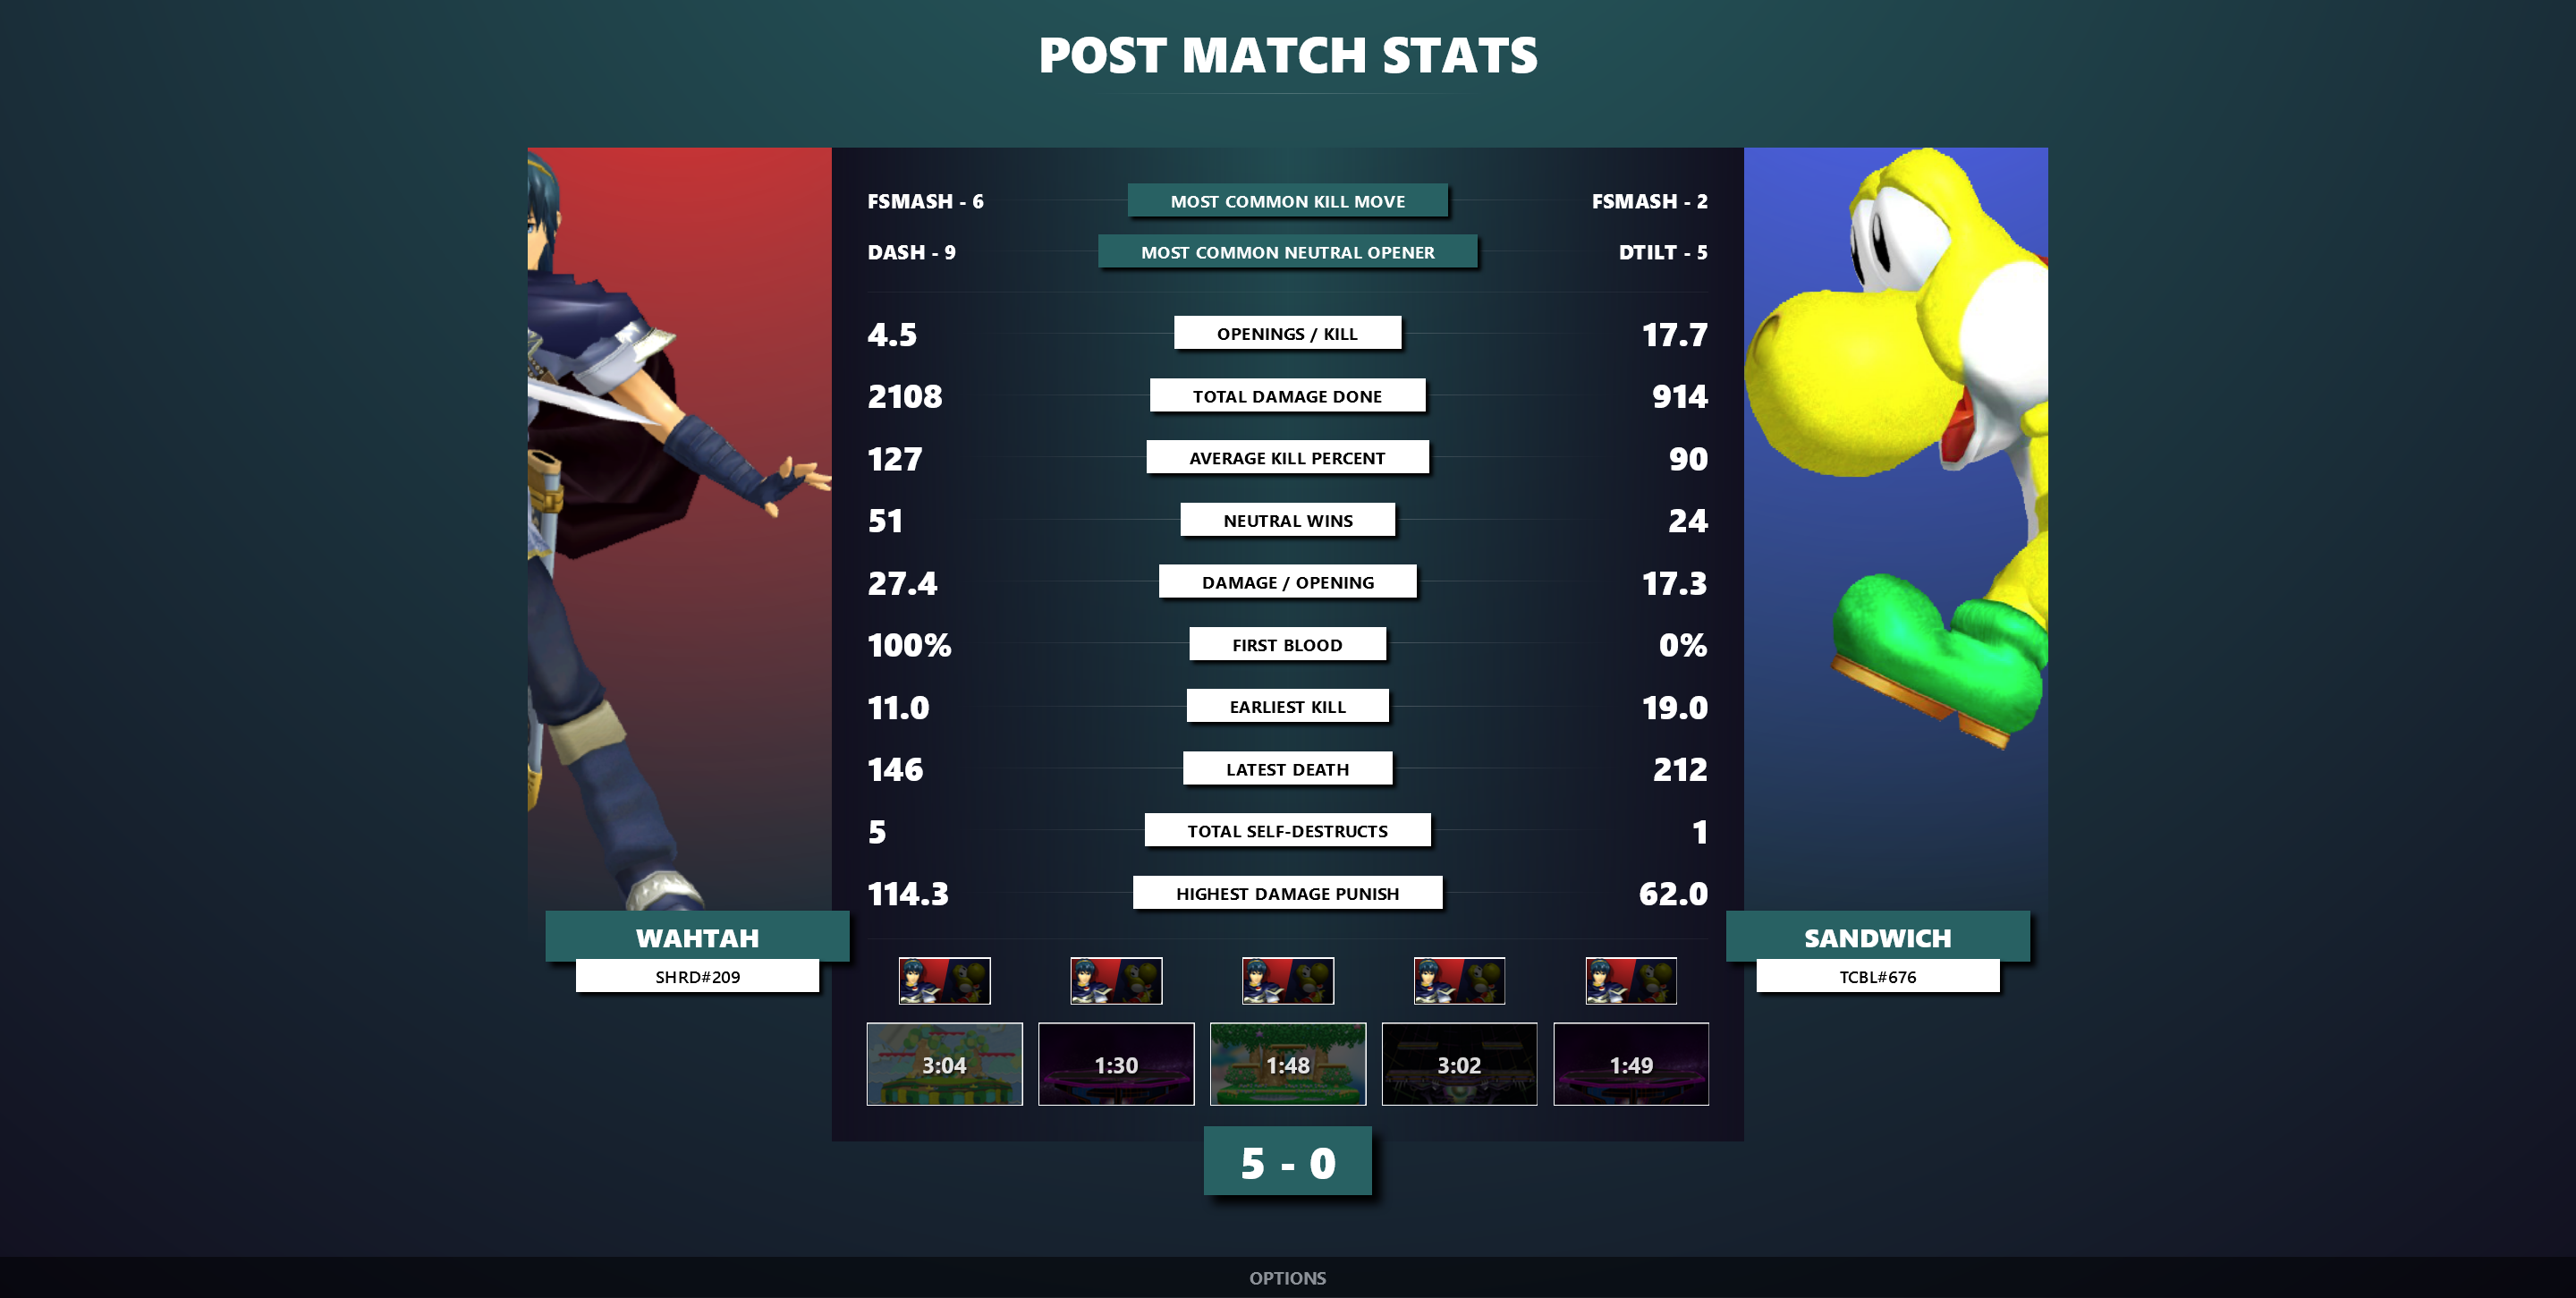 POST MATCH STATS
FSMASH - 6 MOST COMMON KILL MOVE FSMASH - 2
DASH - 9 MOST COMMON NEUTRAL OPENER DTILT - 5
4.5 OPENINGS / KILL 17.7
2108 TOTAL DAMAGE DONE 914
127 AVERAGE KILL PERCENT 90
51 NEUTRAL WINS 24
27.4 DAMAGE / OPENING 17.3
100% FIRST BLOOD 0%
11.0 EARLIEST KILL 19.0
146 LATEST DEATH 212
5 TOTAL SELF-DESTRUCTS 1
114.3 HIGHEST DAMAGE PUNISH 62.0
WAHTAH SANDWICH
SHRD#209 TCBL#676
3:04 1:30 1:48 3:02 1:49
5 - 0
OPTIONS